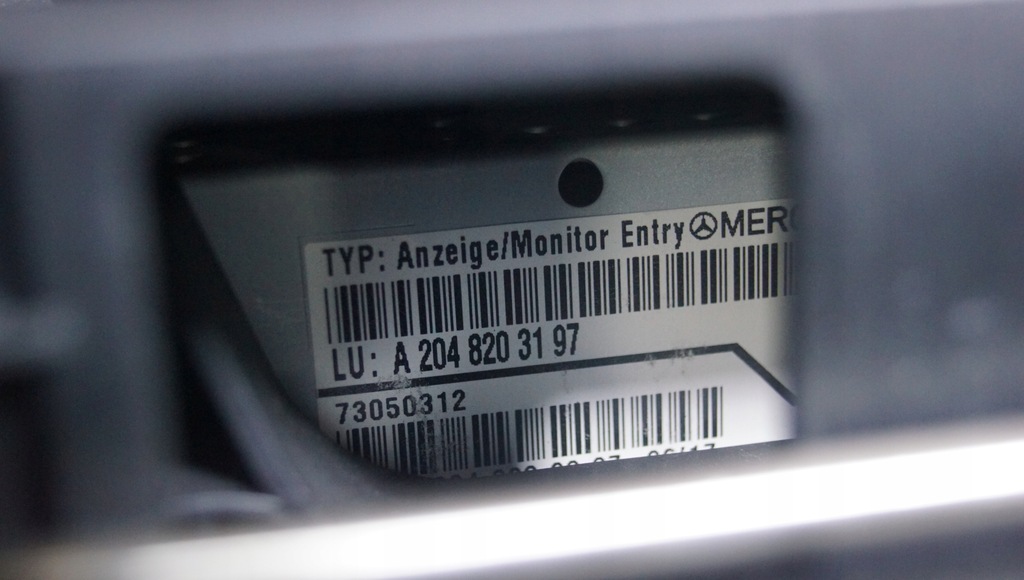 TYP: Anzeige/Monitor Entry MERC
LU: A 204 820 31 97
73050312